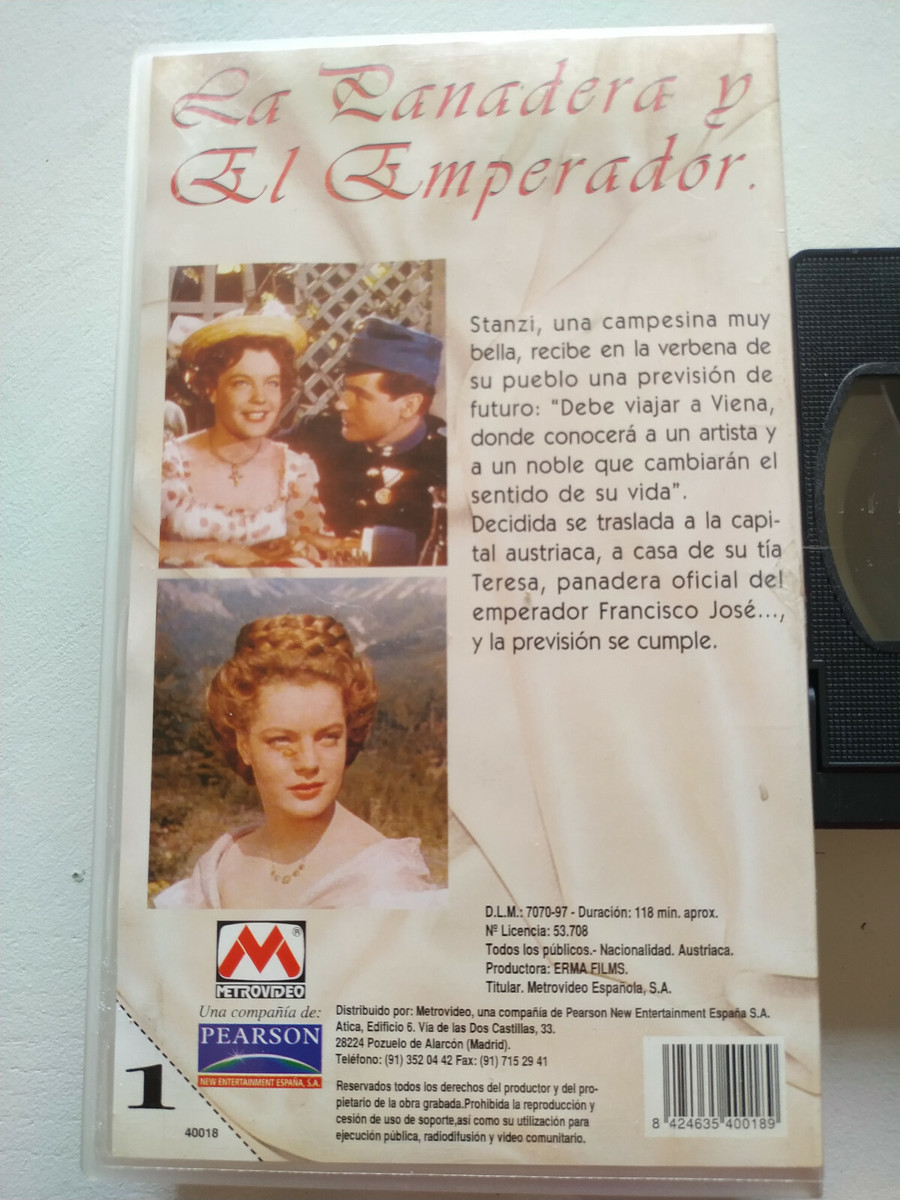 La Panadera y
El Emperador.
Stanzi, una campesina muy
bella, recibe en la verbena de
su pueblo una previsión de
futuro: "Debe viajar a Viena,
donde conocerá a un artista y
a un noble que cambiarán el
sentido de su vida".
Decidida se traslada a la capi-
tal austriaca, a casa de su tía
Teresa, panadera oficial del
emperador Francisco José...,
y la previsión se cumple.
D.L.M.: 7070-97 - Duración: 118 min. aprox.
Nº Licencia: 53.708
Todos los públicos.- Nacionalidad. Austriaca.
Productora: ERMA FILMS.
Titular. Metrovideo Española, S.A.
M®
METROVIDEO
Una compañía de:
PEARSON
NEW ENTERTAINMENT ESPAÑA, S.A.
Distribuido por: Metrovideo, una compañía de Pearson New Entertainment España S.A.
Atica, Edificio 6. Vía de las Dos Castillas, 33.
28224 Pozuelo de Alarcón (Madrid).
Teléfono: (91) 352 04 42 Fax: (91) 715 29 41
Reservados todos los derechos del productor y del pro-
pietario de la obra grabada.Prohibida la reproducción y
cesión de uso de soporte,así como su utilización para
ejecución pública, radiodifusión y video comunitario.
1
40018
8 424635 400189